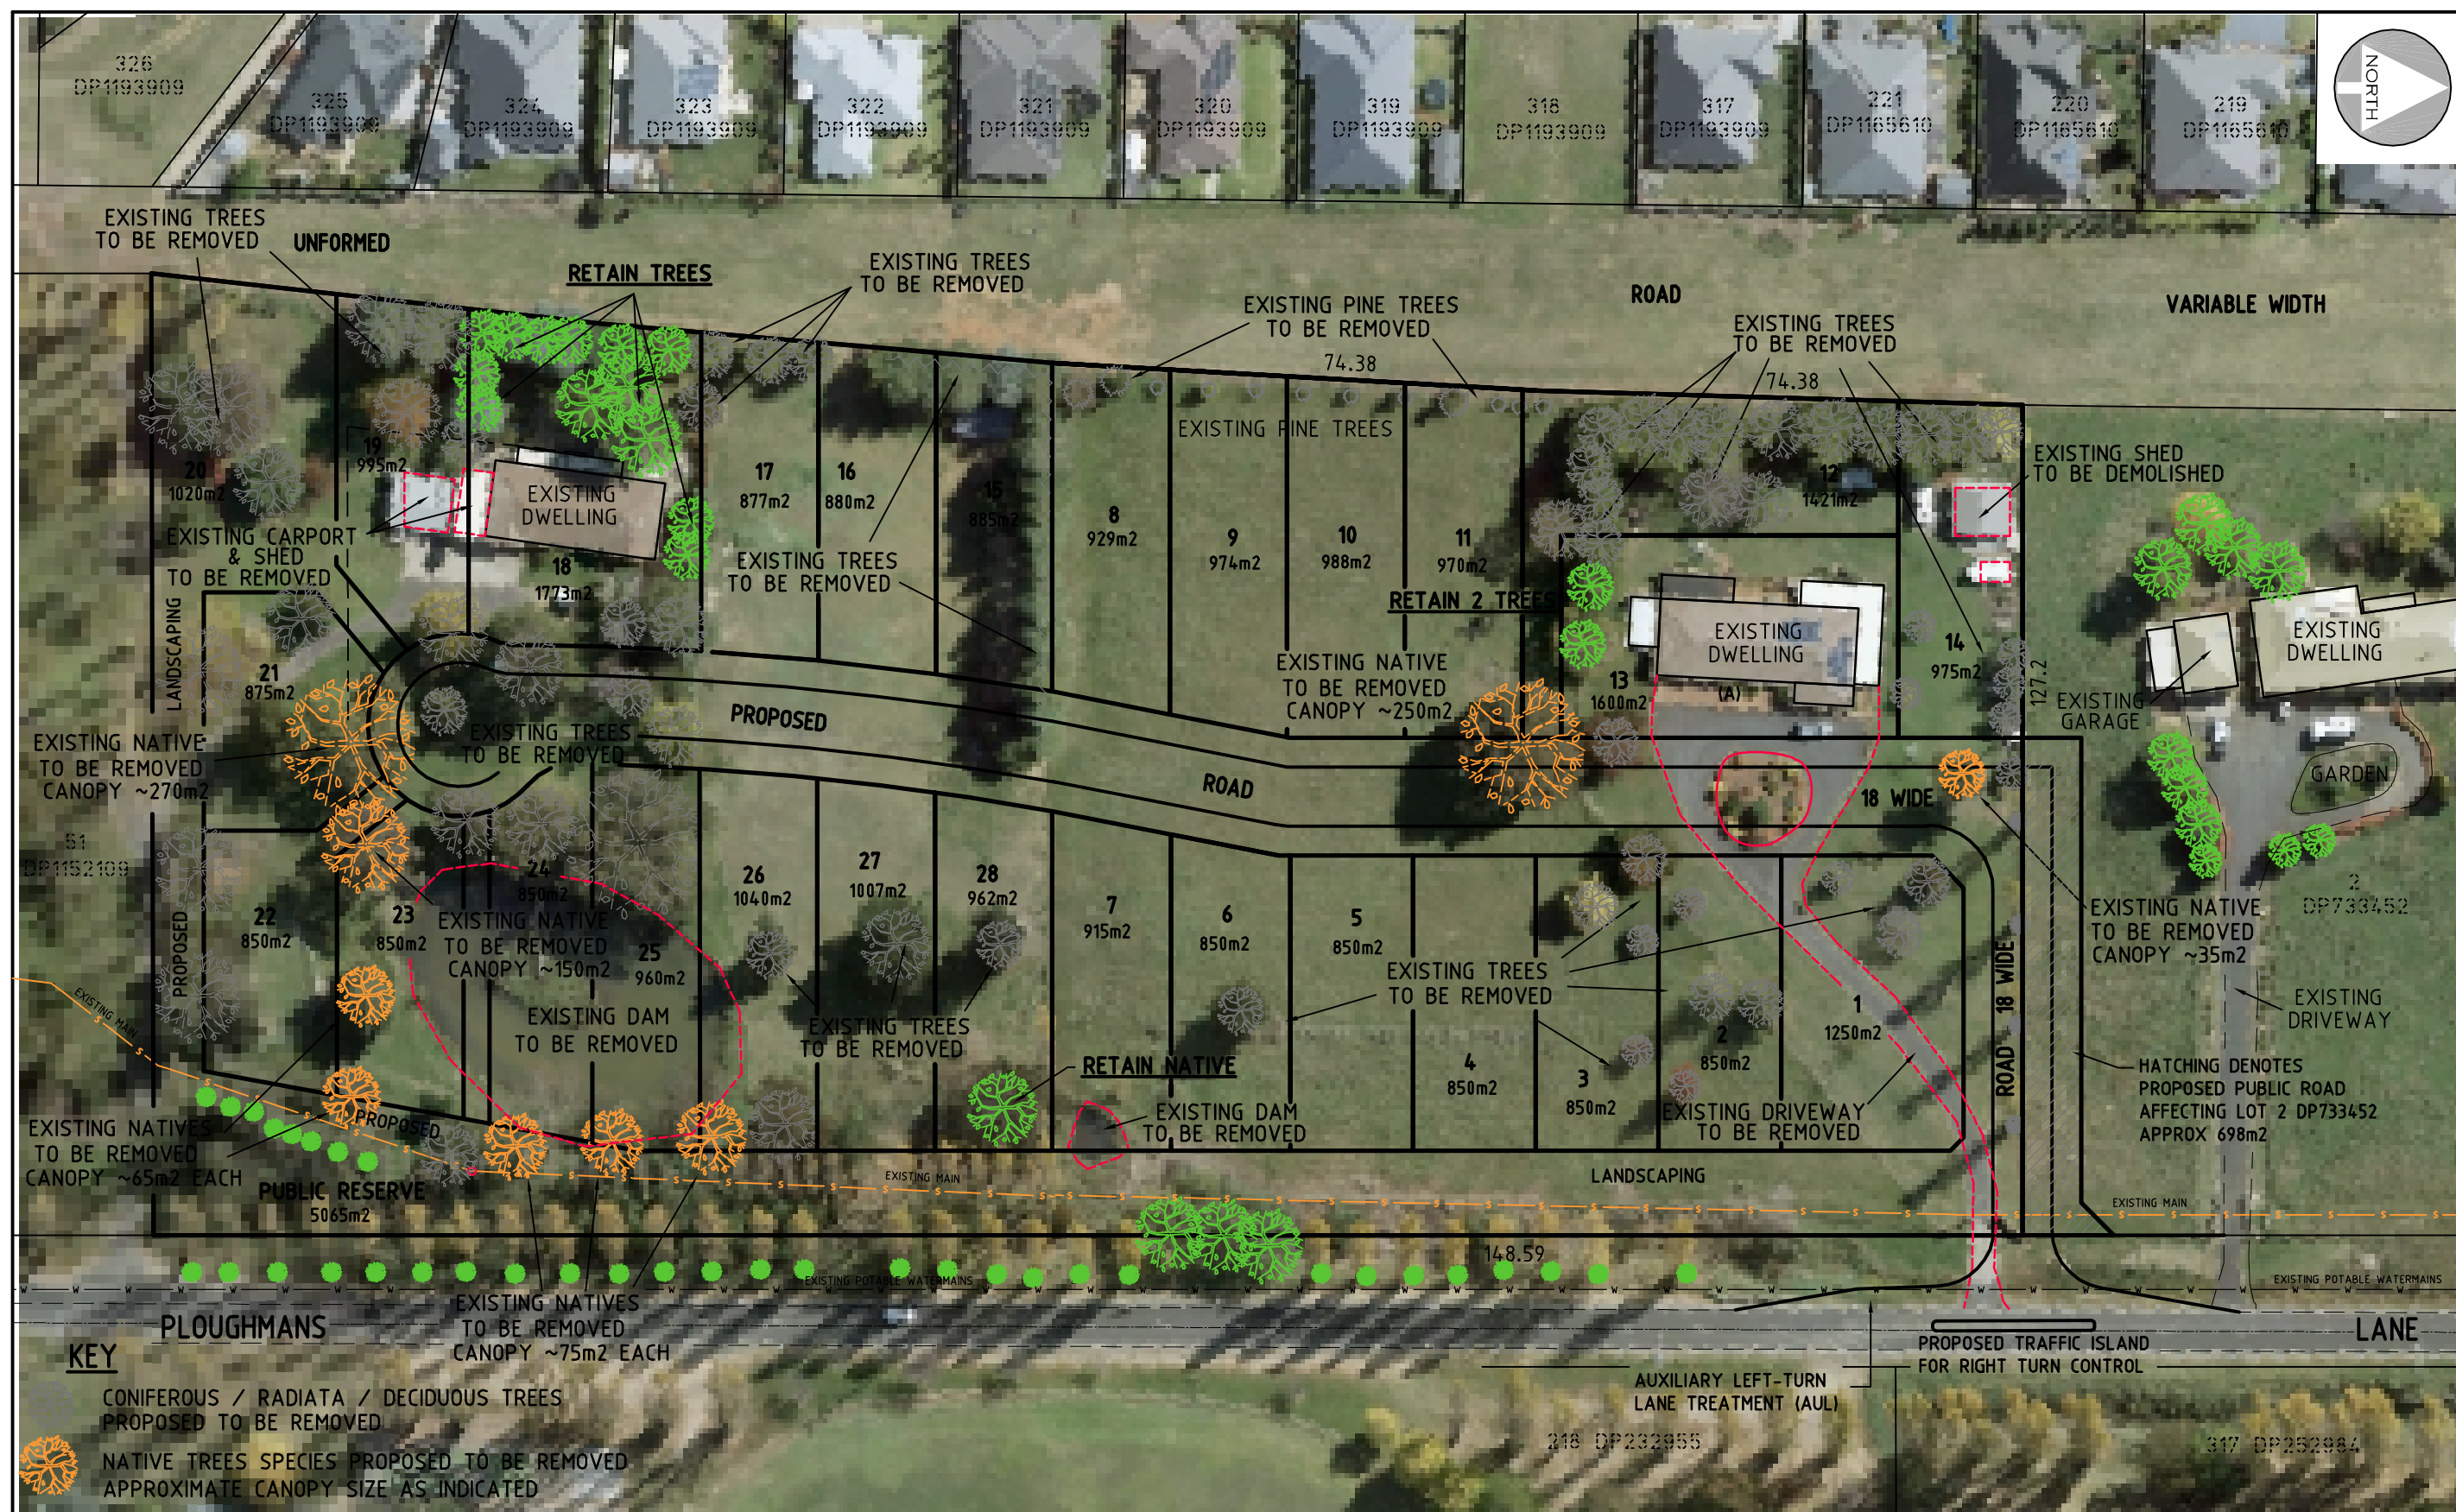 326
DP1193909
325
DP1193909
324
DP1193909
323
DP1193909
322
DP1193909
321
DP1193909
320
DP1193909
319
DP1193909
318
DP1193909
317
DP1193909
221
DP1165610
220
DP1165610
219
DP1165610
NORTH
EXISTING TREES
TO BE REMOVED
UNFORMED
RETAIN TREES
EXISTING TREES
TO BE REMOVED
EXISTING PINE TREES
TO BE REMOVED
74.38
ROAD
EXISTING TREES
TO BE REMOVED
74.38
VARIABLE WIDTH
EXISTING PINE TREES
20
1020m2
19
995m2
EXISTING
DWELLING
EXISTING CARPORT
& SHED
TO BE REMOVED
18
1773m2
17
877m2
16
880m2
15
885m2
EXISTING TREES
TO BE REMOVED
8
929m2
9
974m2
10
988m2
11
970m2
12
1421m2
EXISTING SHED
TO BE DEMOLISHED
RETAIN 2 TREES
EXISTING NATIVE
TO BE REMOVED
CANOPY ~250m2
13
1600m2
EXISTING
DWELLING
(A)
14
975m2
127.2
EXISTING
GARAGE
EXISTING
DWELLING
GARDEN
LANDSCAPING
21
875m2
EXISTING NATIVE
TO BE REMOVED
CANOPY ~270m2
EXISTING TREES
TO BE REMOVED
PROPOSED
ROAD
18 WIDE
51
DP1152109
PROPOSED
22
850m2
23
850m2
24
850m2
EXISTING NATIVE
TO BE REMOVED
CANOPY ~150m2
25
960m2
EXISTING DAM
TO BE REMOVED
26
1040m2
27
1007m2
28
962m2
EXISTING TREES
TO BE REMOVED
7
915m2
6
850m2
5
850m2
EXISTING TREES
TO BE REMOVED
4
850m2
3
850m2
2
850m2
1
1250m2
ROAD 18 WIDE
EXISTING NATIVE
TO BE REMOVED
CANOPY ~35m2
2
DP733452
EXISTING
DRIVEWAY
HATCHING DENOTES
PROPOSED PUBLIC ROAD
AFFECTING LOT 2 DP733452
APPROX 698m2
EXISTING MAIN
RETAIN NATIVE
EXISTING DAM
TO BE REMOVED
EXISTING DRIVEWAY
TO BE REMOVED
EXISTING NATIVES
TO BE REMOVED
CANOPY ~65m2 EACH
PROPOSED
PUBLIC RESERVE
5065m2
EXISTING MAIN
LANDSCAPING
EXISTING MAIN
148.59
EXISTING POTABLE WATERMAINS
EXISTING POTABLE WATERMAINS
EXISTING NATIVES
TO BE REMOVED
CANOPY ~75m2 EACH
PLOUGHMANS
LANE
PROPOSED TRAFFIC ISLAND
FOR RIGHT TURN CONTROL
AUXILIARY LEFT-TURN
LANE TREATMENT (AUL)
218 DP232955
317 DP252984
KEY
CONIFEROUS / RADIATA / DECIDUOUS TREES
PROPOSED TO BE REMOVED
NATIVE TREES SPECIES PROPOSED TO BE REMOVED
APPROXIMATE CANOPY SIZE AS INDICATED